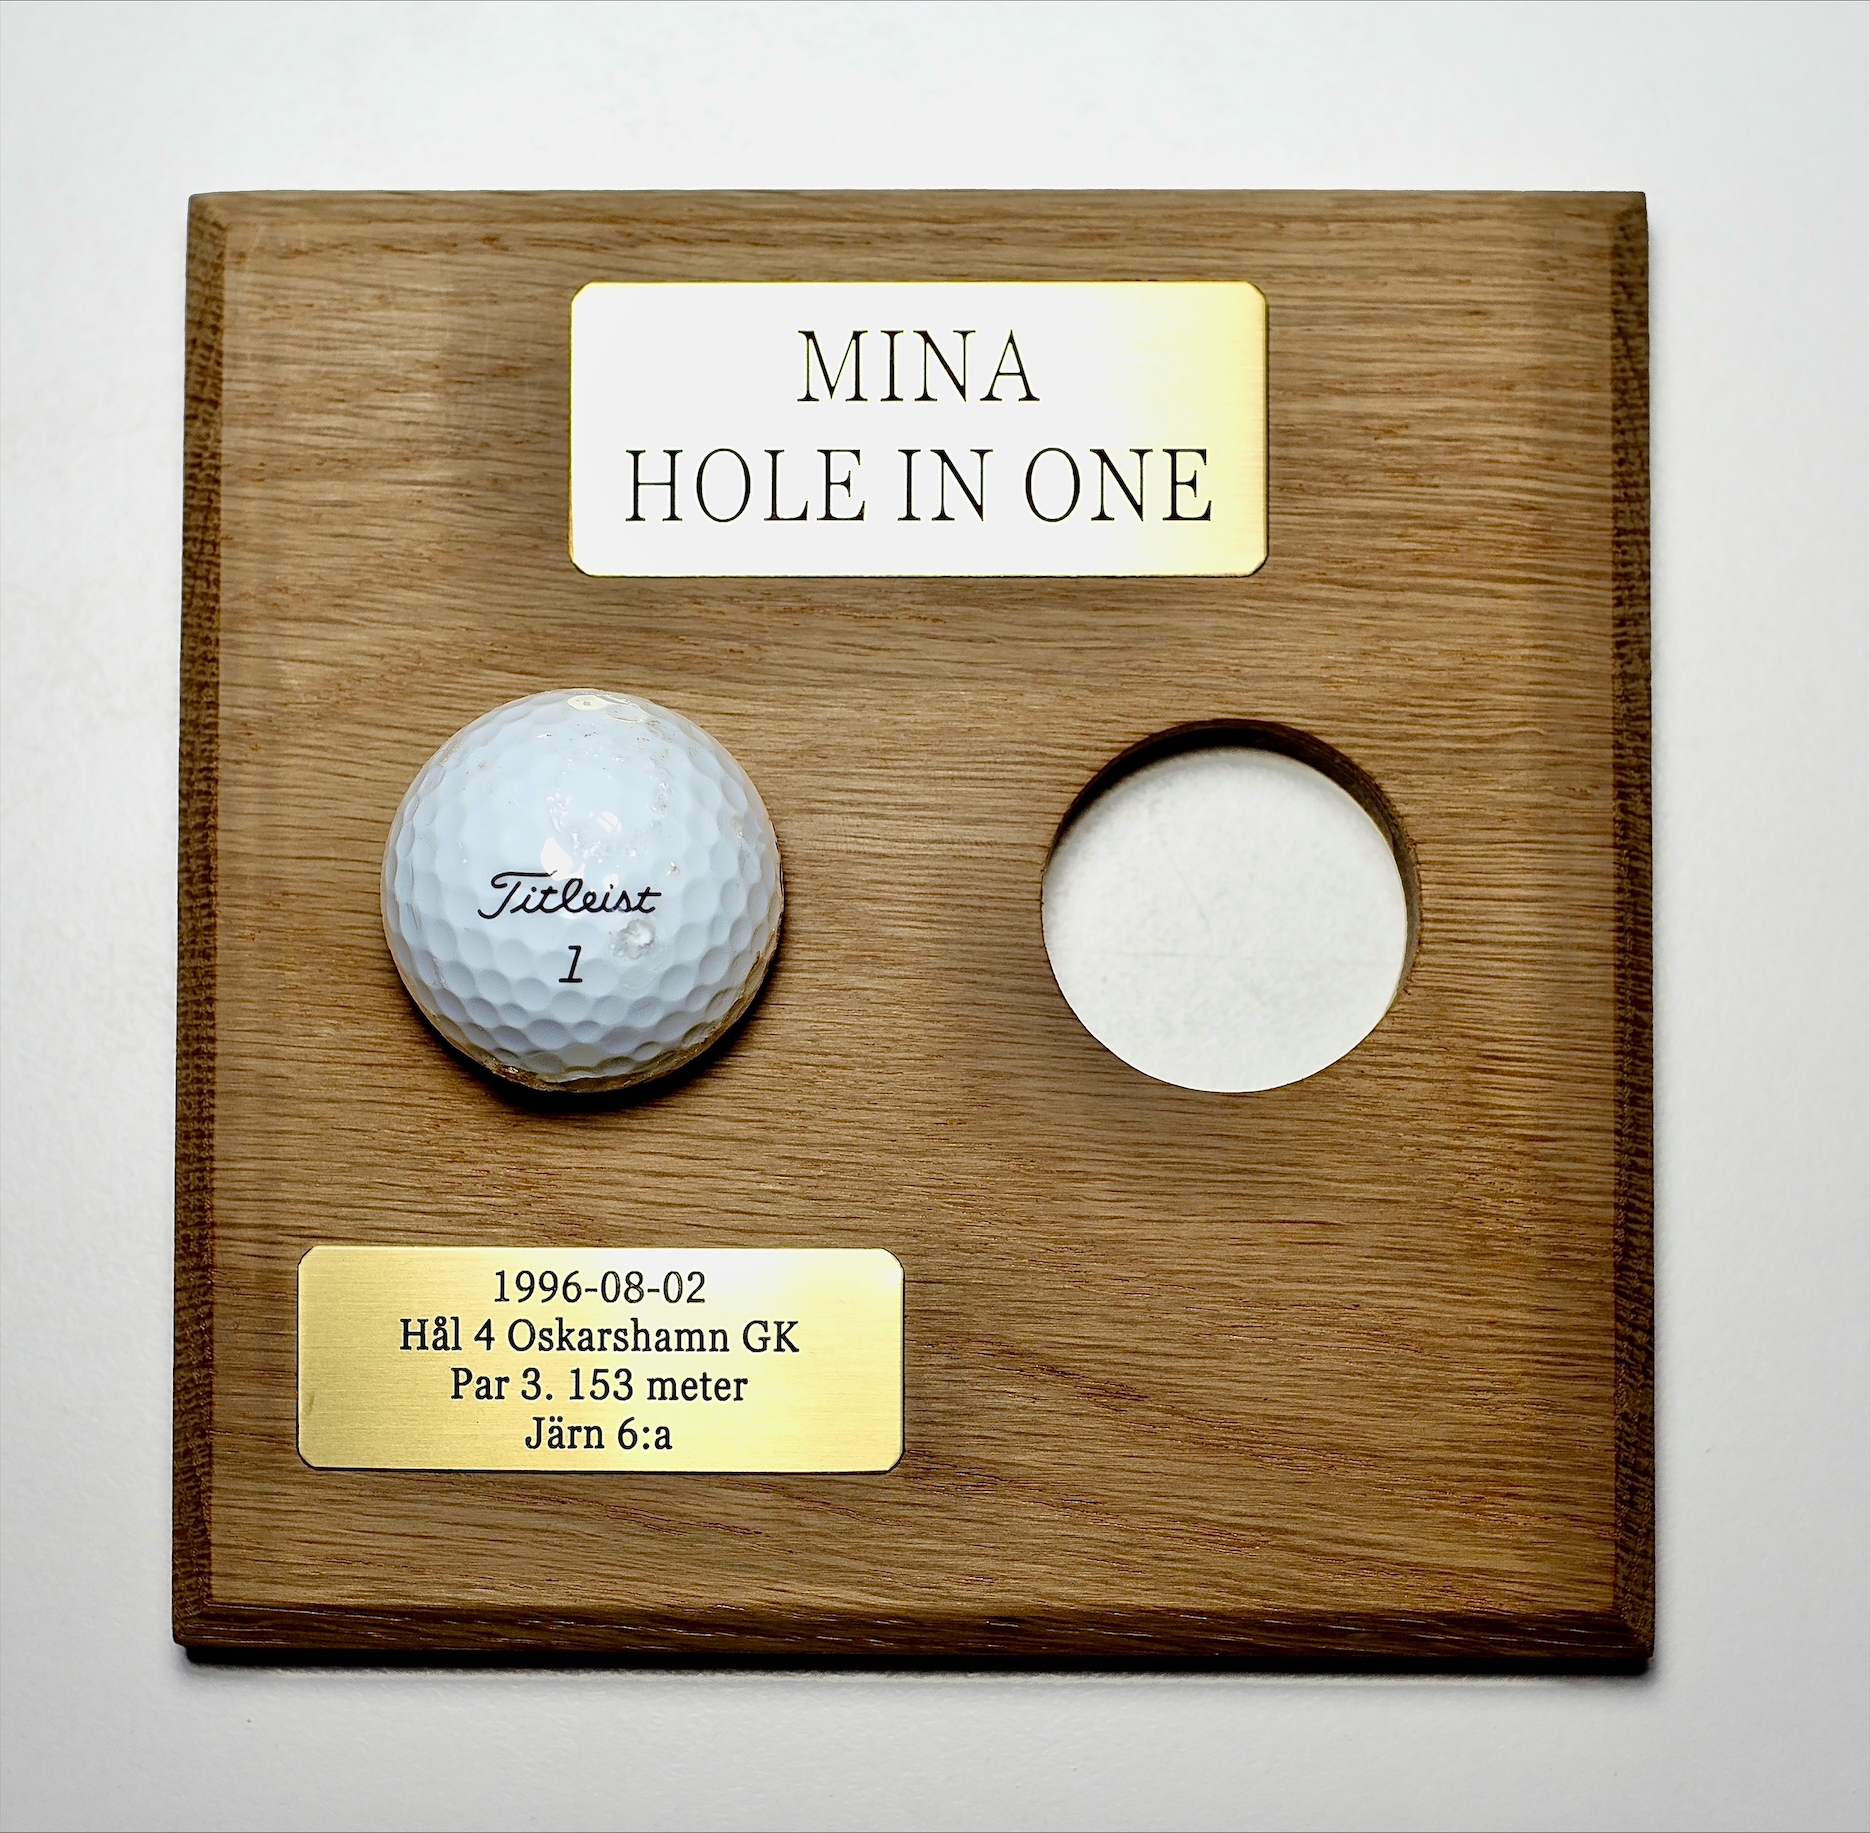 MINA
HOLE IN ONE
Titleist
1
1996-08-02
Hål 4 Oskarshamn GK
Par 3. 153 meter
Järn 6:a